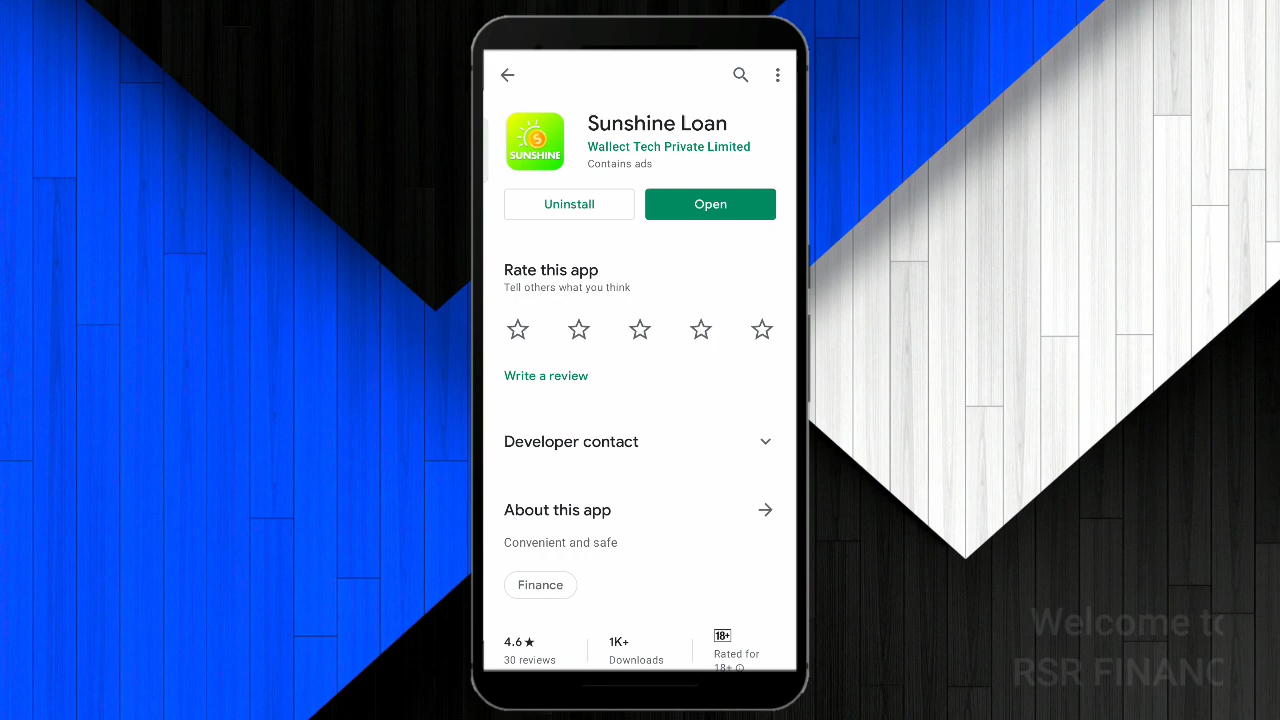 Sunshine Loan
Wallect Tech Private Limited
Contains ads
SUNSHINE
Uninstall
Open
Rate this app
Tell others what you think
Write a review
Developer contact
About this app
Convenient and safe
Finance
4.6★
30 reviews
1K+
Downloads
18+
Rated for
18+
Welcome to
RSR FINANC